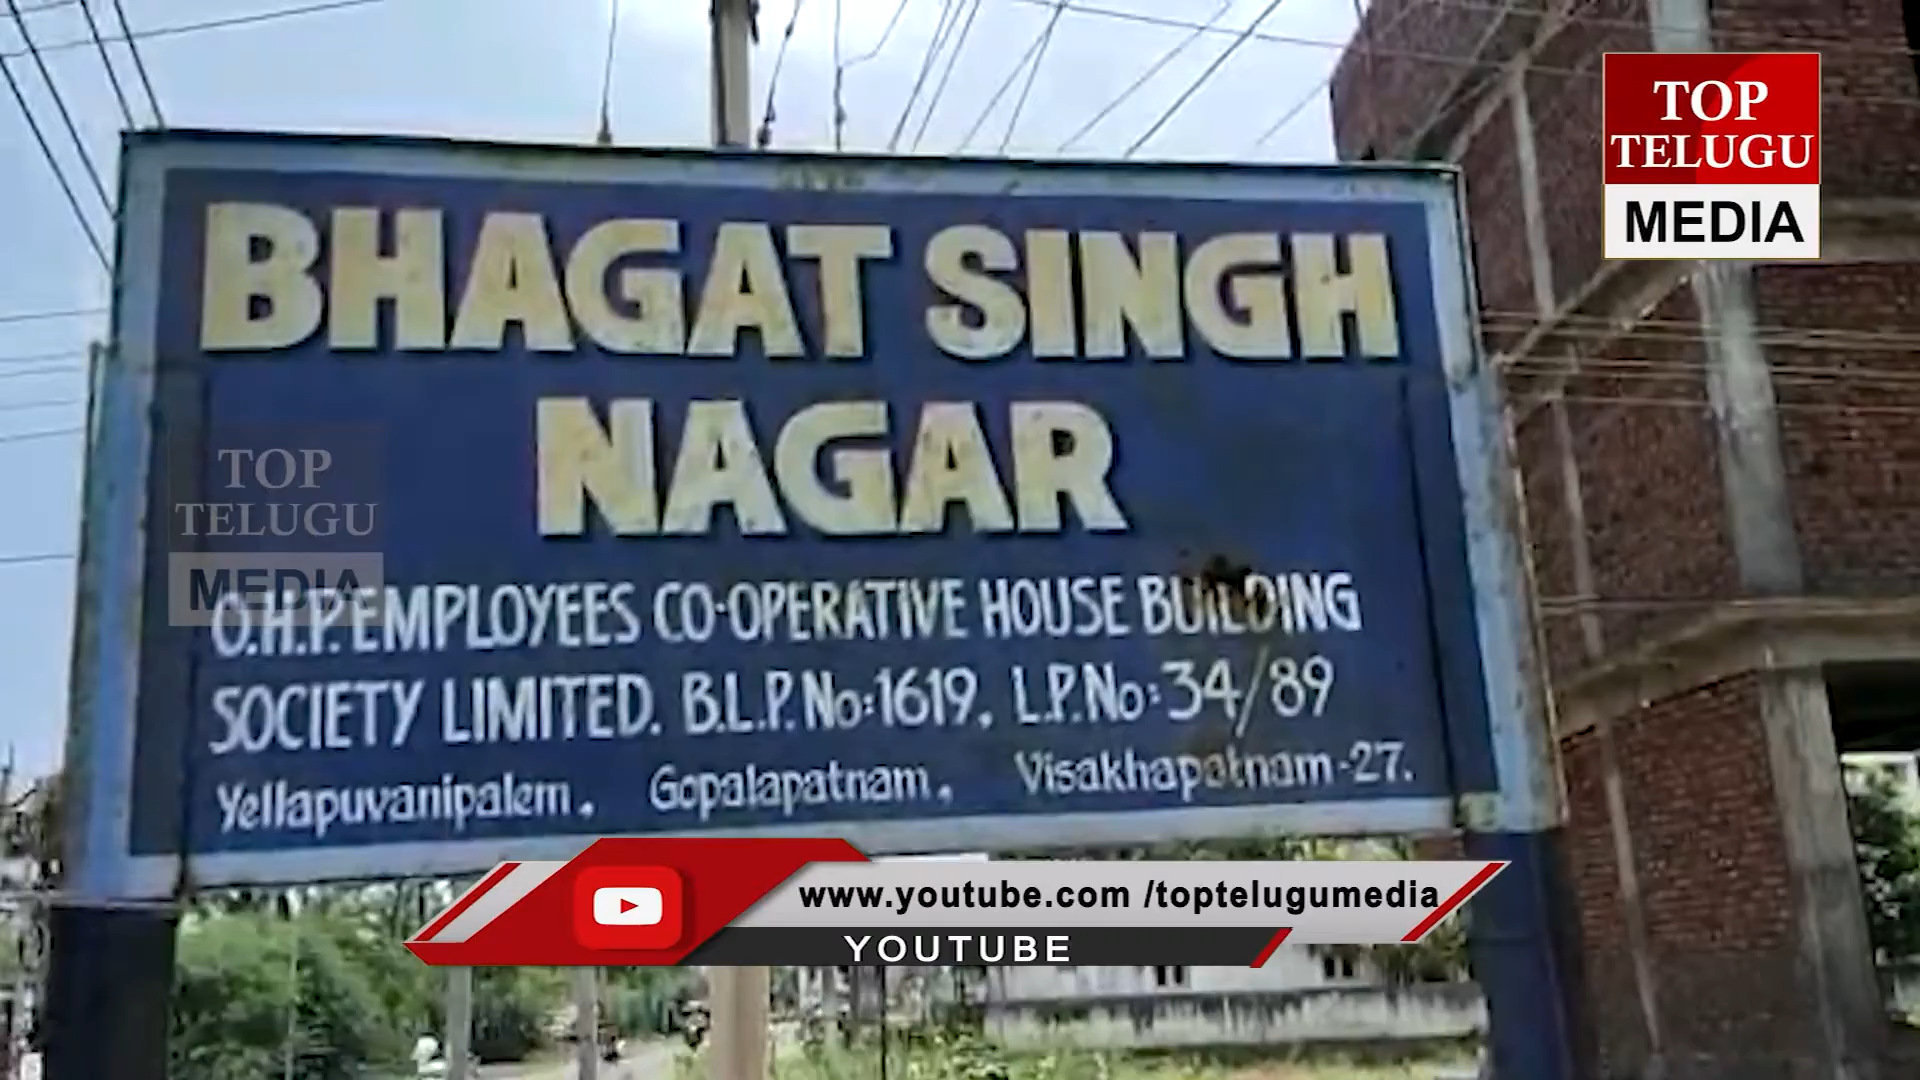 TOP
TELUGU
MEDIA
BHAGAT SINGH
NAGAR
TOP
TELUGU
MEDIA
O.H.P. EMPLOYEES CO-OPERATIVE HOUSE BUILDING
SOCIETY LIMITED. B.L.P. No:1619, L.P.No:34/89
Yellapuvanipalem, Gopalapatnam, Visakhapatnam-27.
www.youtube.com /toptelugumedia
YOUTUBE